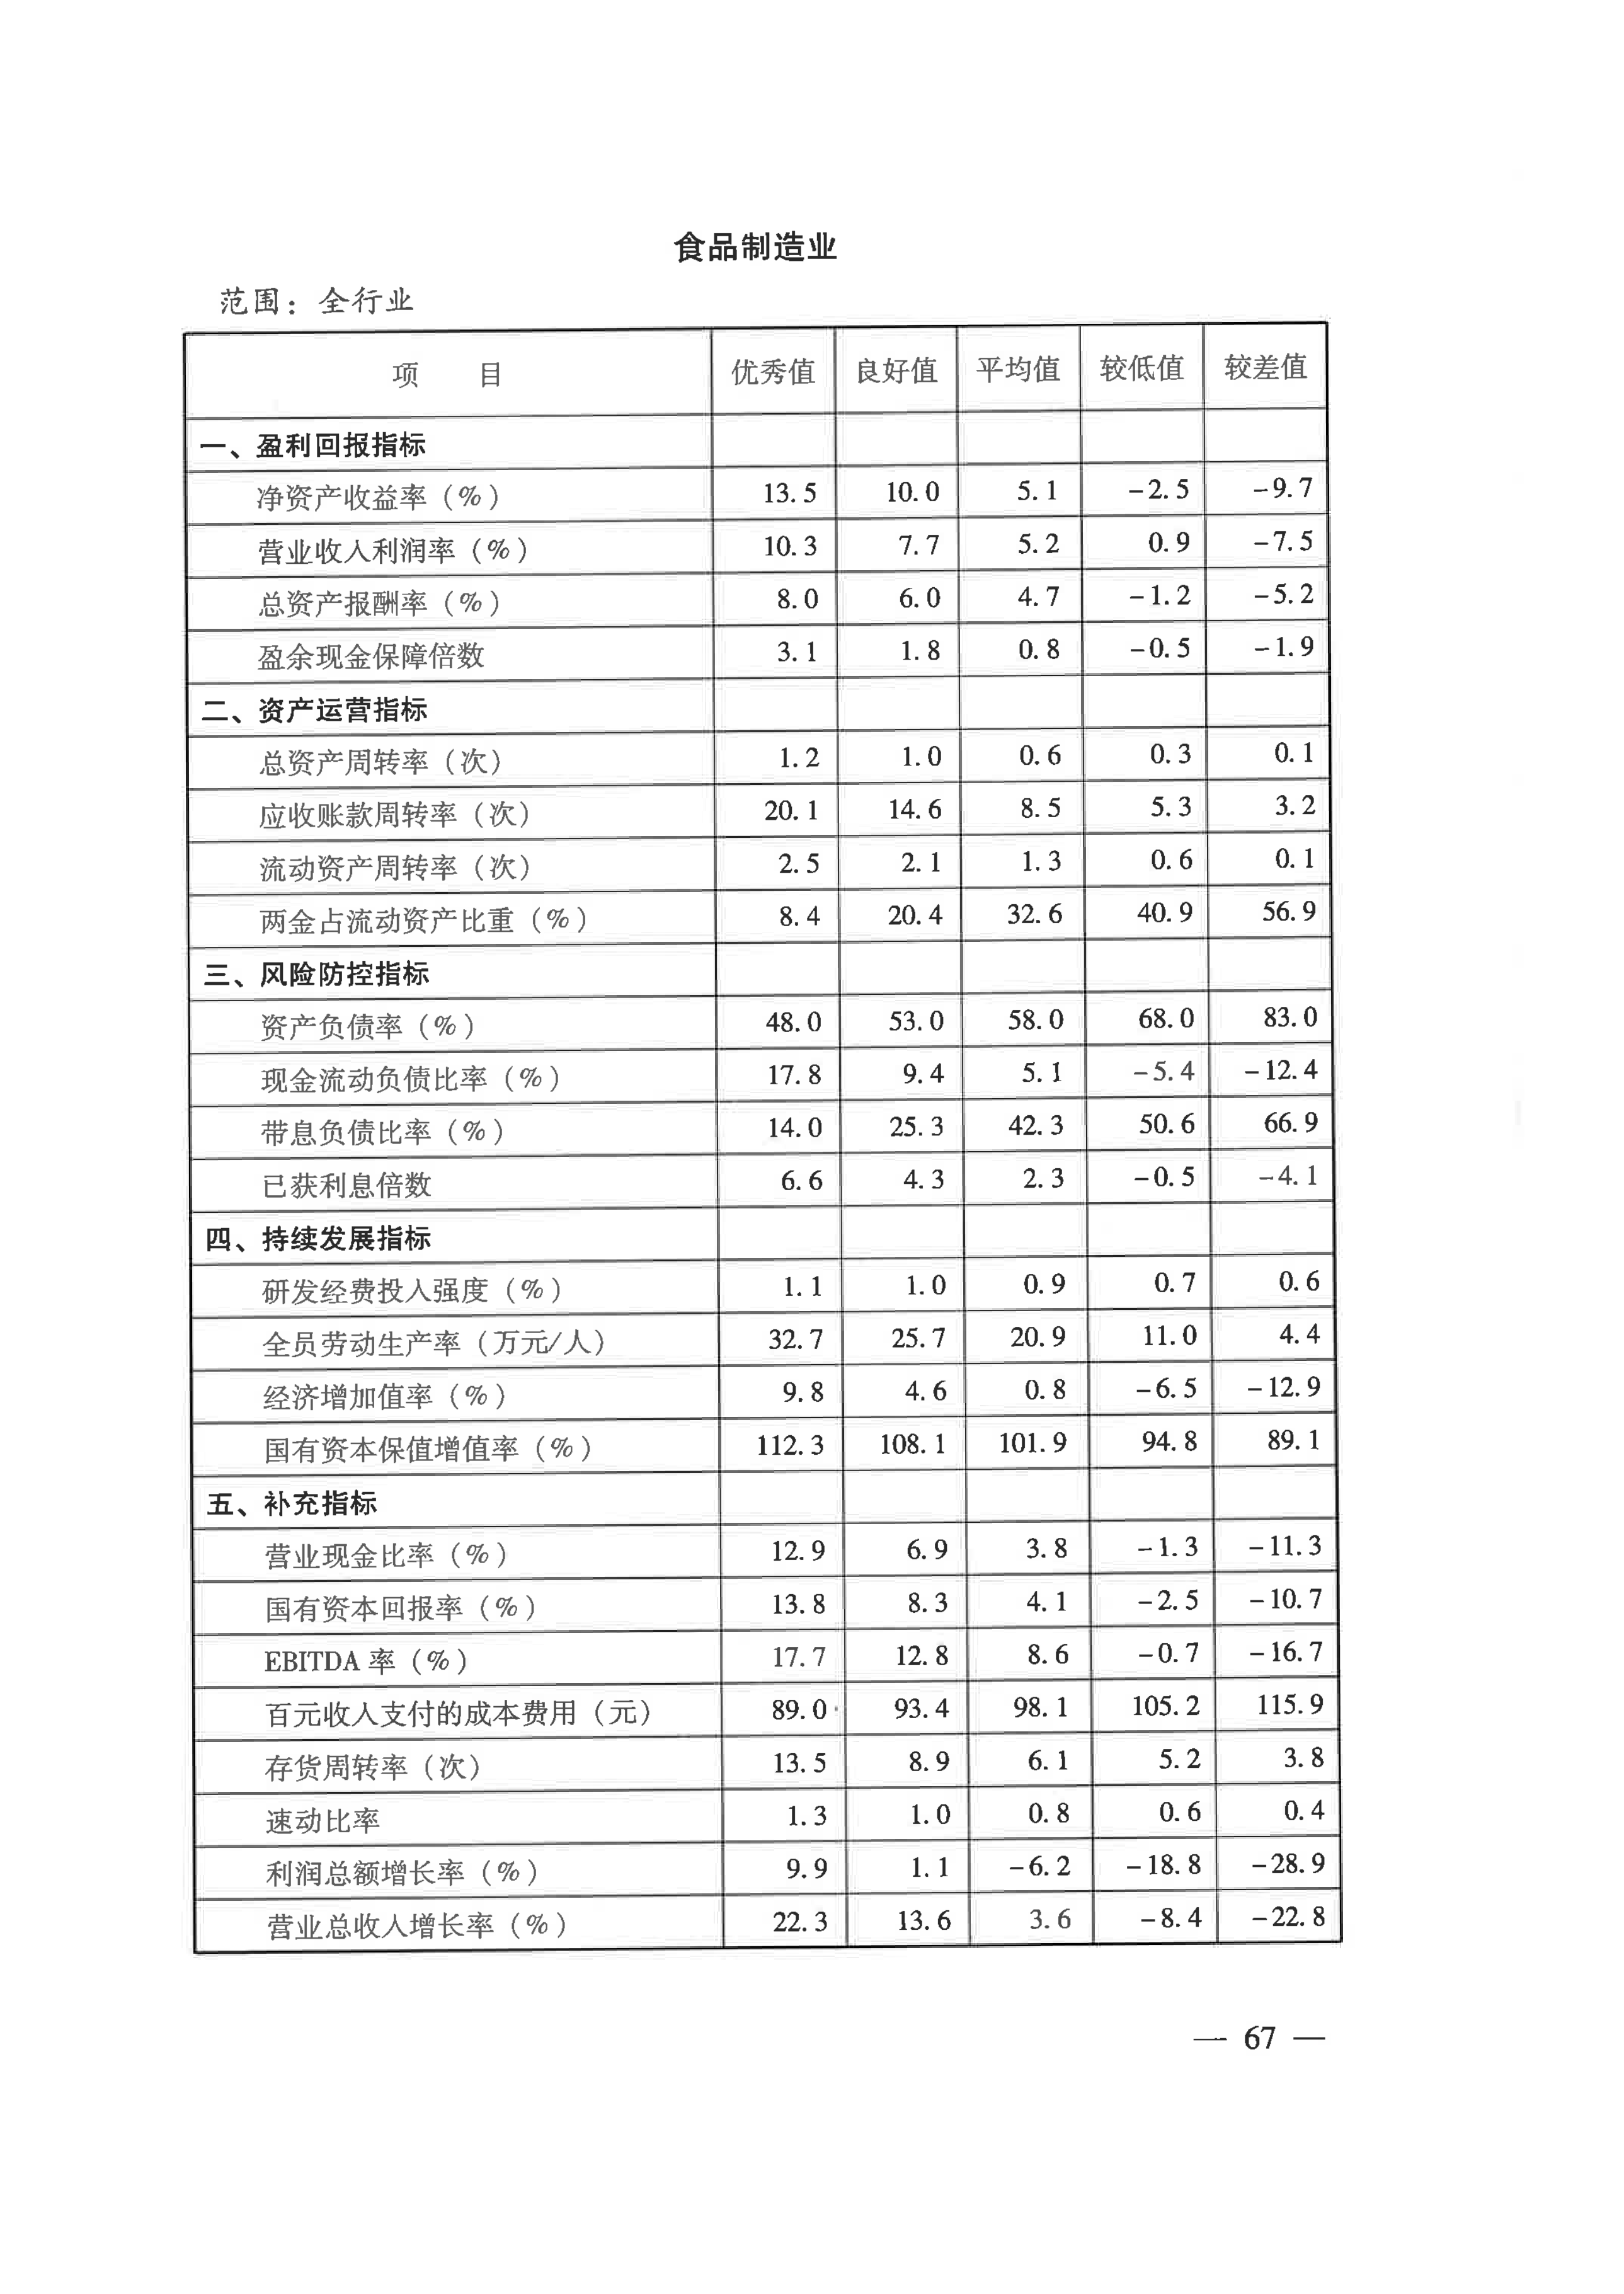 食品制造业
范围：全行业
项 目 优秀值 良好值 平均值 较低值 较差值
一、盈利回报指标
净资产收益率（%） 13.5 10.0 5.1 -2.5 -9.7
营业收入利润率（%） 10.3 7.7 5.2 0.9 -7.5
总资产报酬率（%） 8.0 6.0 4.7 -1.2 -5.2
盈余现金保障倍数 3.1 1.8 0.8 -0.5 -1.9
二、资产运营指标
总资产周转率（次） 1.2 1.0 0.6 0.3 0.1
应收账款周转率（次） 20.1 14.6 8.5 5.3 3.2
流动资产周转率（次） 2.5 2.1 1.3 0.6 0.1
两金占流动资产比重（%） 8.4 20.4 32.6 40.9 56.9
三、风险防控指标
资产负债率（%） 48.0 53.0 58.0 68.0 83.0
现金流动负债比率（%） 17.8 9.4 5.1 -5.4 -12.4
带息负债比率（%） 14.0 25.3 42.3 50.6 66.9
已获利息倍数 6.6 4.3 2.3 -0.5 -4.1
四、持续发展指标
研发经费投入强度（%） 1.1 1.0 0.9 0.7 0.6
全员劳动生产率（万元/人） 32.7 25.7 20.9 11.0 4.4
经济增加值率（%） 9.8 4.6 0.8 -6.5 -12.9
国有资本保值增值率（%） 112.3 108.1 101.9 94.8 89.1
五、补充指标
营业现金比率（%） 12.9 6.9 3.8 -1.3 -11.3
国有资本回报率（%） 13.8 8.3 4.1 -2.5 -10.7
EBITDA 率（%） 17.7 12.8 8.6 -0.7 -16.7
百元收入支付的成本费用（元） 89.0 93.4 98.1 105.2 115.9
存货周转率（次） 13.5 8.9 6.1 5.2 3.8
速动比率 1.3 1.0 0.8 0.6 0.4
利润总额增长率（%） 9.9 1.1 -6.2 -18.8 -28.9
营业总收入增长率（%） 22.3 13.6 3.6 -8.4 -22.8
— 67 —